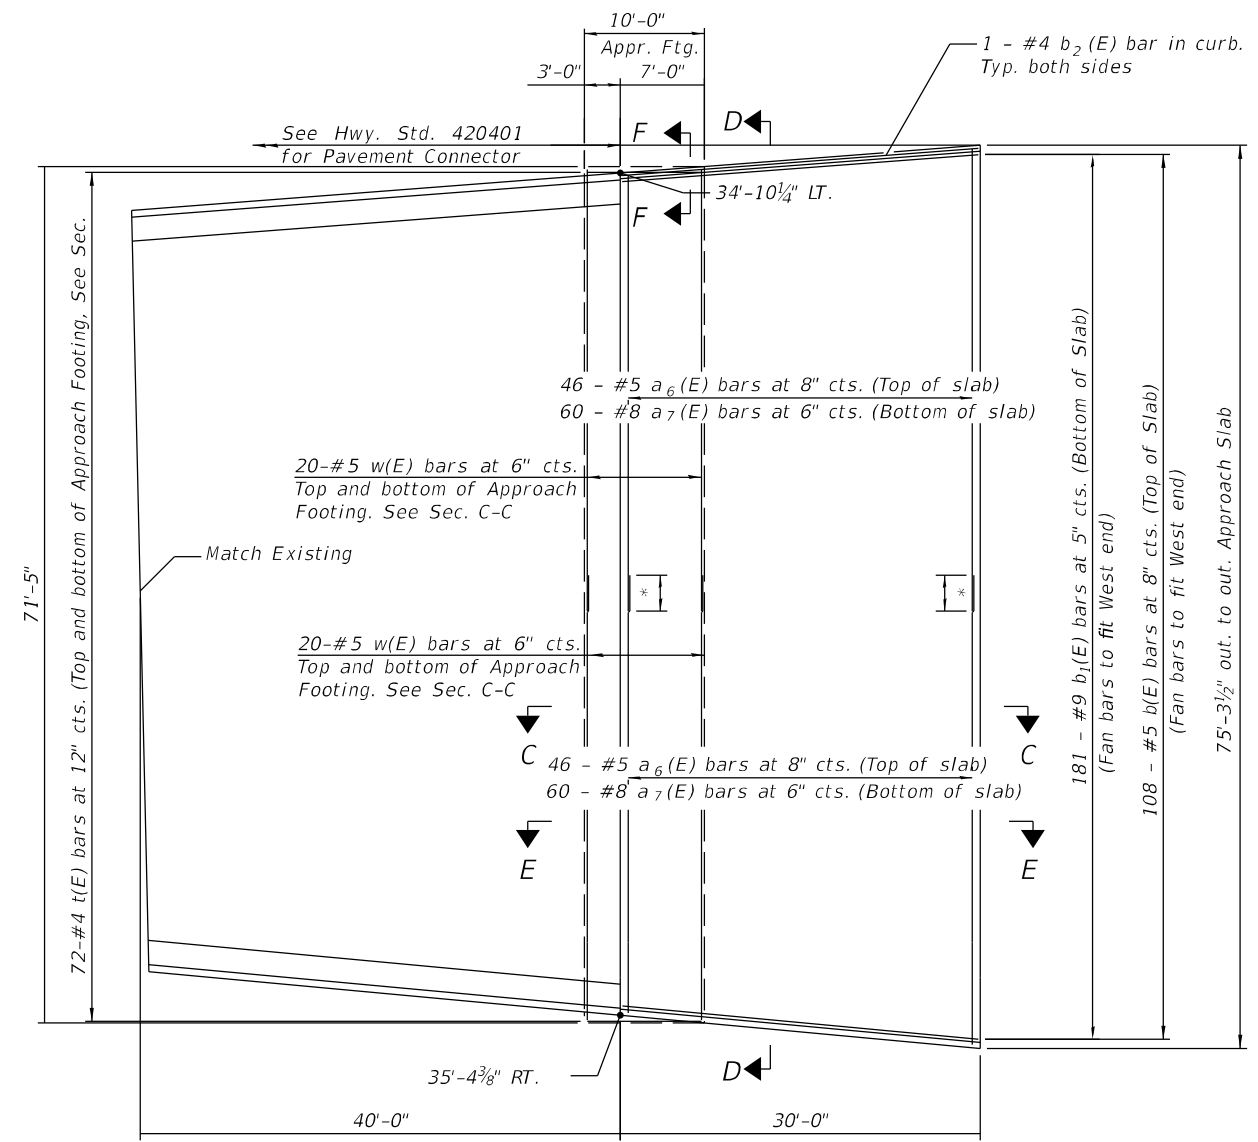 10'-0"
Appr. Ftg.
3'-0"
7'-0"
1 - #4 b2 (E) bar in curb.
Typ. both sides
See Hwy. Std. 420401
for Pavement Connector
F
D
34'-10¼" LT.
F
46 - #5 a6 (E) bars at 8" cts. (Top of slab)
60 - #8 a7 (E) bars at 6" cts. (Bottom of slab)
20-#5 w(E) bars at 6" cts.
Top and bottom of Approach
Footing. See Sec. C-C
Match Existing
*
*
20-#5 w(E) bars at 6" cts.
Top and bottom of Approach
Footing. See Sec. C-C
C
C
46 - #5 a6 (E) bars at 8" cts. (Top of slab)
60 - #8 a7 (E) bars at 6" cts. (Bottom of slab)
E
E
D
35'-4⅜" RT.
40'-0"
30'-0"
71'-5"
72-#4 t(E) bars at 12" cts. (Top and bottom of Approach Footing, See Sec.
181 - #9 b1(E) bars at 5" cts. (Bottom of Slab)
(Fan bars to fit West end)
108 - #5 b(E) bars at 8" cts. (Top of Slab)
(Fan bars to fit West end)
75'-3½" out. to out. Approach Slab